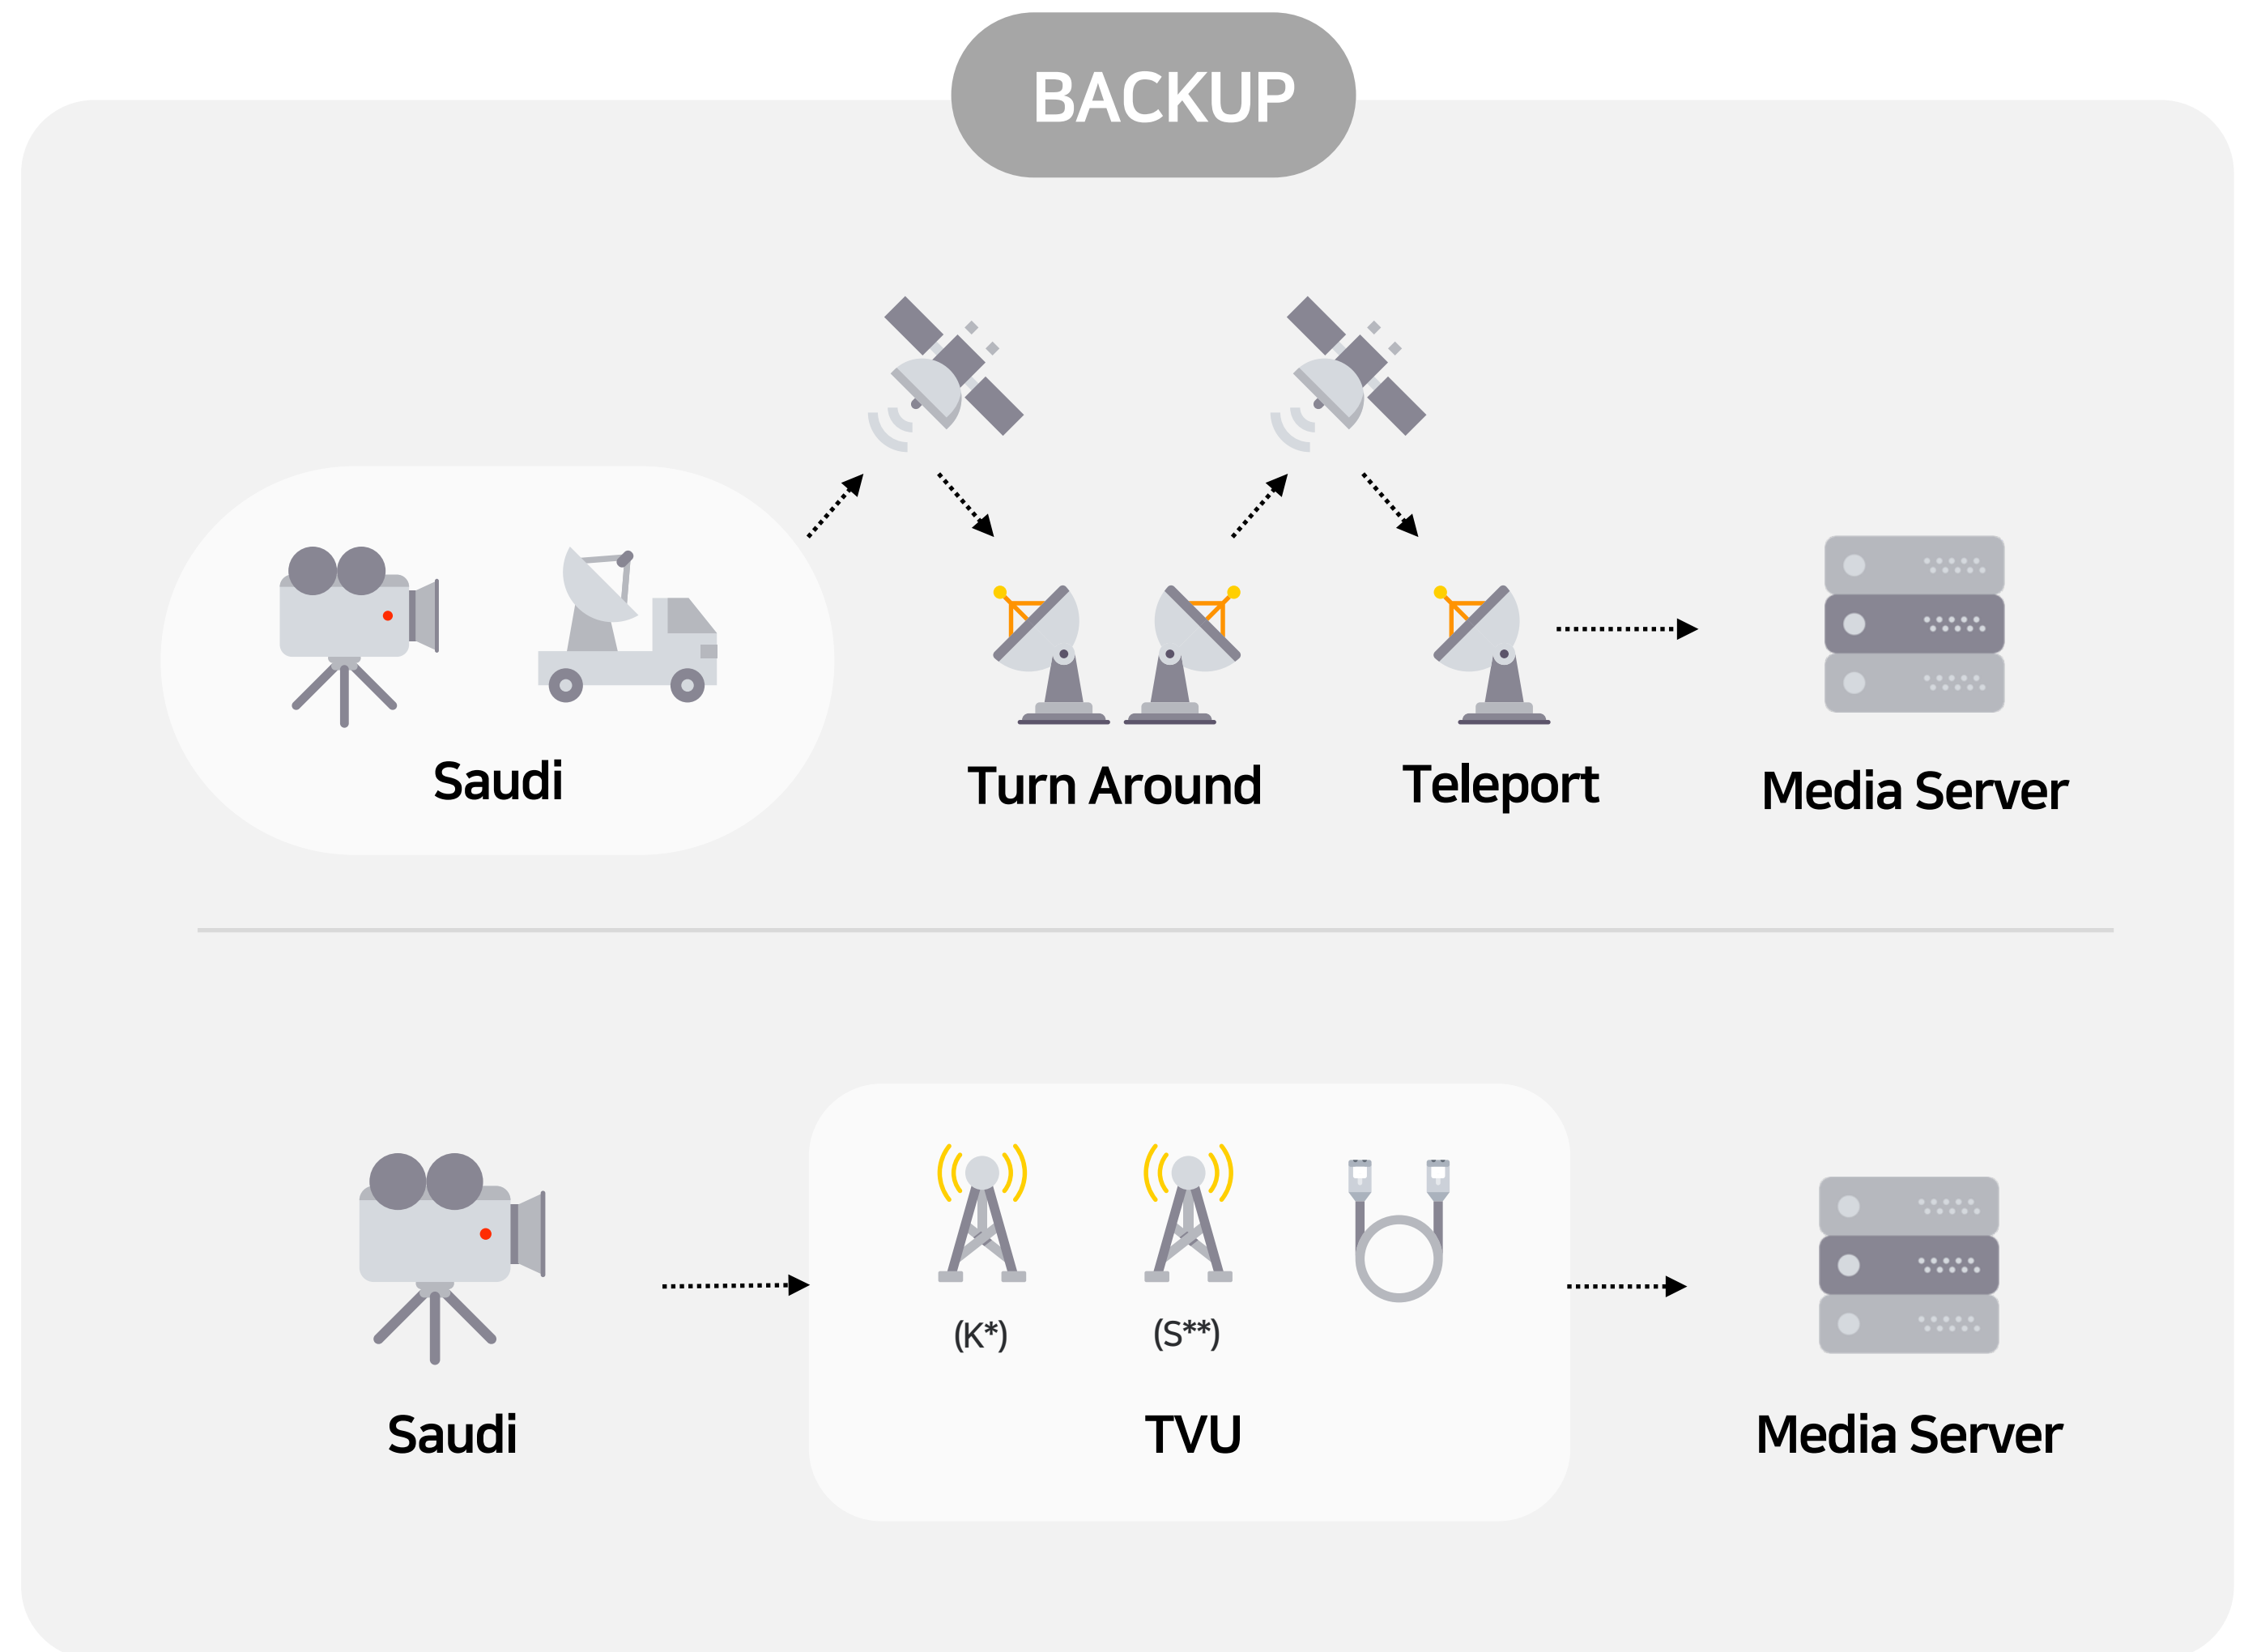 BACKUP
Saudi
Turn Around
Teleport
Media Server
(K*)
(S**)
Saudi
TVU
Media Server